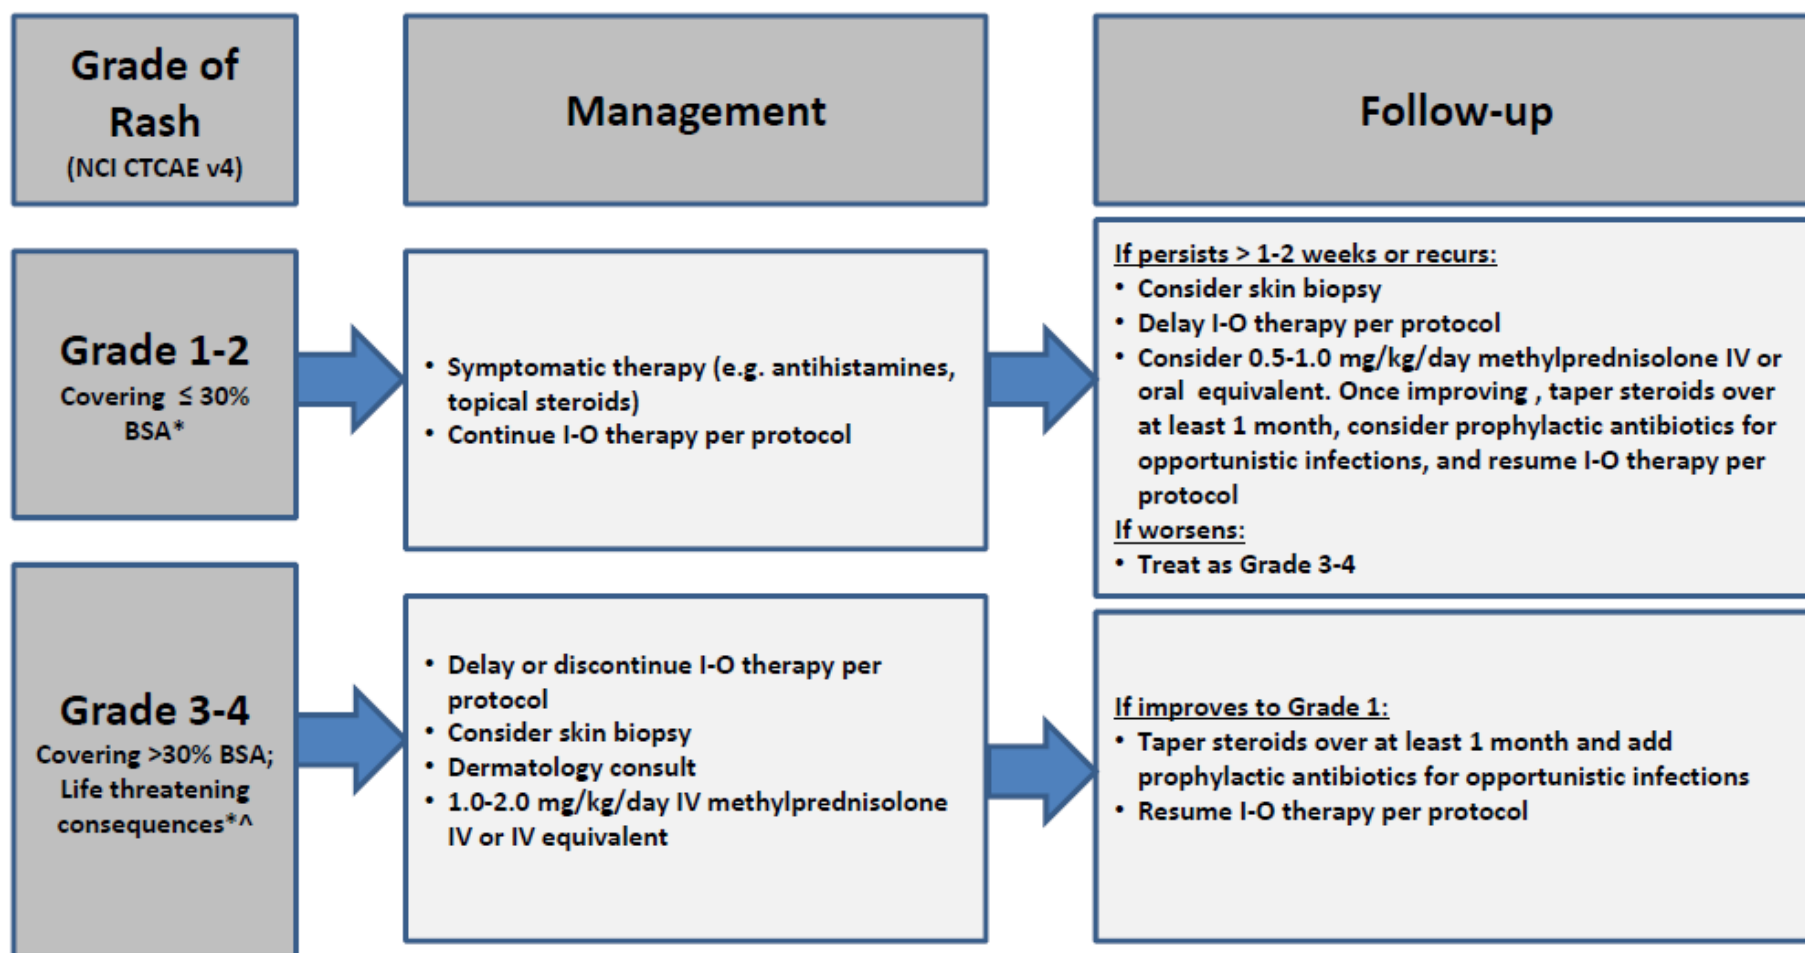 Grade of
Rash
(NCI CTCAE v4)
Management
Follow-up
Grade 1-2
Covering ≤ 30%
BSA*
• Symptomatic therapy (e.g. antihistamines,
topical steroids)
• Continue I-O therapy per protocol
If persists > 1-2 weeks or recurs:
• Consider skin biopsy
• Delay I-O therapy per protocol
• Consider 0.5-1.0 mg/kg/day methylprednisolone IV or
oral equivalent. Once improving , taper steroids over
at least 1 month, consider prophylactic antibiotics for
opportunistic infections, and resume I-O therapy per
protocol
If worsens:
• Treat as Grade 3-4
Grade 3-4
Covering >30% BSA;
Life threatening
consequences*^
• Delay or discontinue I-O therapy per
protocol
• Consider skin biopsy
• Dermatology consult
• 1.0-2.0 mg/kg/day IV methylprednisolone
IV or IV equivalent
If improves to Grade 1:
• Taper steroids over at least 1 month and add
prophylactic antibiotics for opportunistic infections
• Resume I-O therapy per protocol